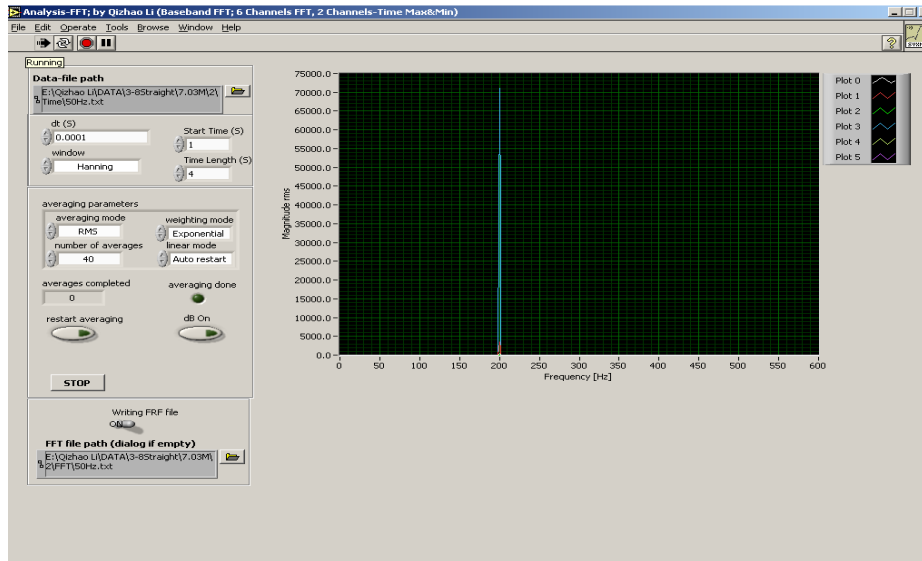 Analysis-FFT; by Qizhao Li (Baseband FFT; 6 Channels FFT, 2 Channels-Time Max&Min)
File Edit Operate Tools Browse Window Help
Running
Data-file path
E:\Qizhao Li\DATA\3-8Straight\7.03M\2\
Time\50Hz.txt
dt (S)
0.0001
Start Time (S)
1
window
Hanning
Time Length (S)
4
averaging parameters
averaging mode
RMS
weighting mode
Exponential
number of averages
40
linear mode
Auto restart
averages completed
0
averaging done
restart averaging
dB On
STOP
Writing FRF file
ON
FFT file path (dialog if empty)
E:\Qizhao Li\DATA\3-8Straight\7.03M\
2\FFT\50Hz.txt
Magnitude rms
75000.0
70000.0
65000.0
60000.0
55000.0
50000.0
45000.0
40000.0
35000.0
30000.0
25000.0
20000.0
15000.0
10000.0
5000.0
0.0
0 50 100 150 200 250 300 350 400 450 500 550 600
Frequency [Hz]
Plot 0
Plot 1
Plot 2
Plot 3
Plot 4
Plot 5